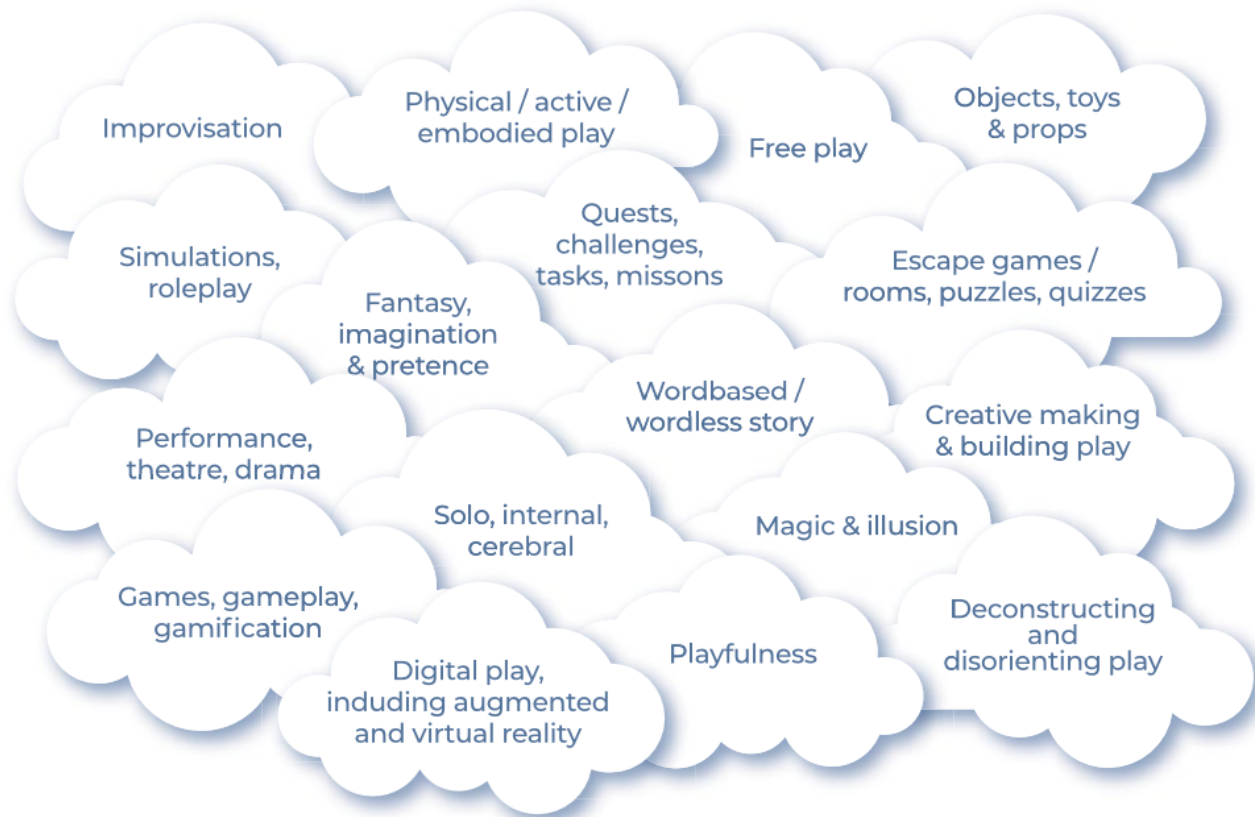 Improvisation
Physical / active /
embodied play
Free play
Objects, toys
& props
Simulations,
roleplay
Fantasy,
imagination
& pretence
Quests,
challenges,
tasks, missons
Escape games /
rooms, puzzles, quizzes
Performance,
theatre, drama
Wordbased /
wordless story
Creative making
& building play
Solo, internal,
cerebral
Magic & illusion
Games, gameplay,
gamification
Digital play,
including augmented
and virtual reality
Playfulness
Deconstructing
and
disorienting play